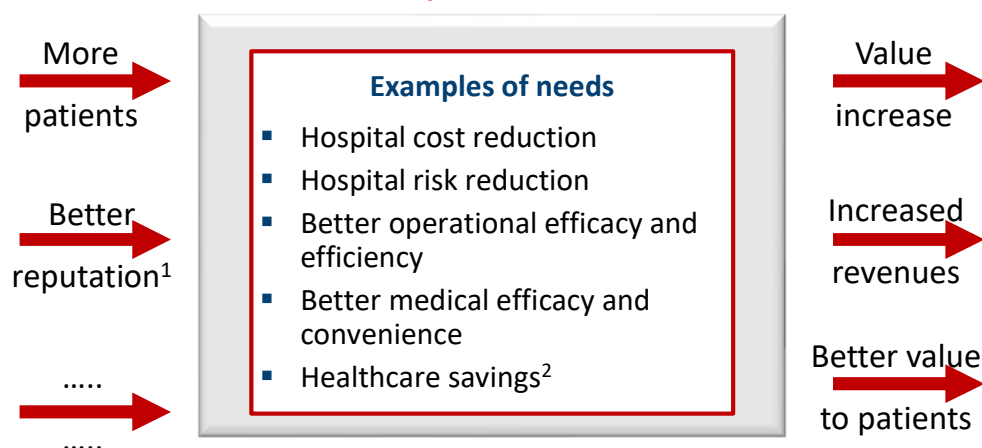 More
patients
Better
reputation1
.....
.....
Examples of needs
▪ Hospital cost reduction
▪ Hospital risk reduction
▪ Better operational efficacy and
efficiency
▪ Better medical efficacy and
convenience
▪ Healthcare savings2
Value
increase
Increased
revenues
Better value
to patients